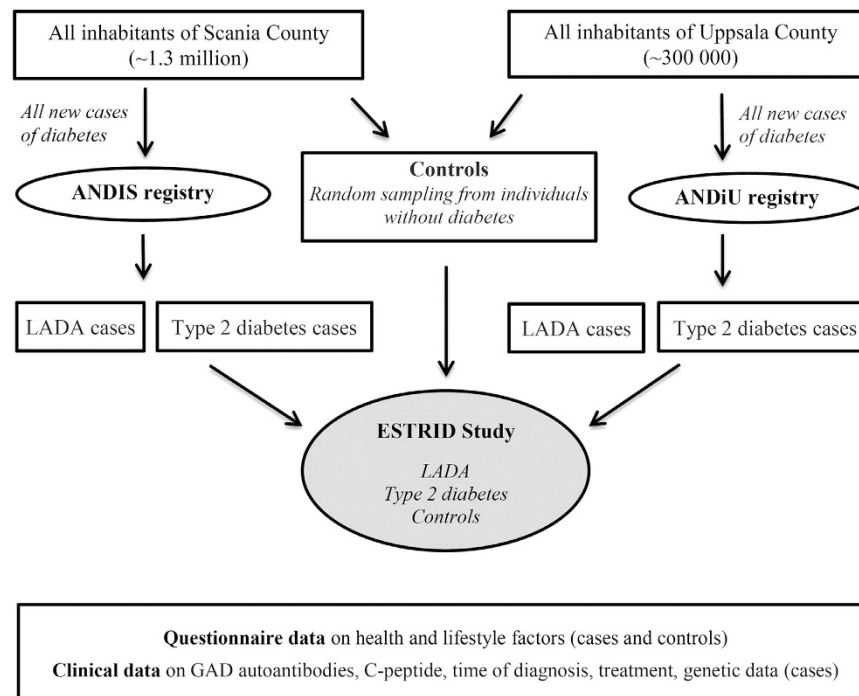 All inhabitants of Scania County
(~1.3 million)
All inhabitants of Uppsala County
(~300 000)
All new cases
of diabetes
All new cases
of diabetes
Controls
Random sampling from individuals
without diabetes
ANDIS registry
ANDiU registry
LADA cases
Type 2 diabetes cases
LADA cases
Type 2 diabetes cases
ESTRID Study
LADA
Type 2 diabetes
Controls
Questionnaire data on health and lifestyle factors (cases and controls)
Clinical data on GAD autoantibodies, C-peptide, time of diagnosis, treatment, genetic data (cases)